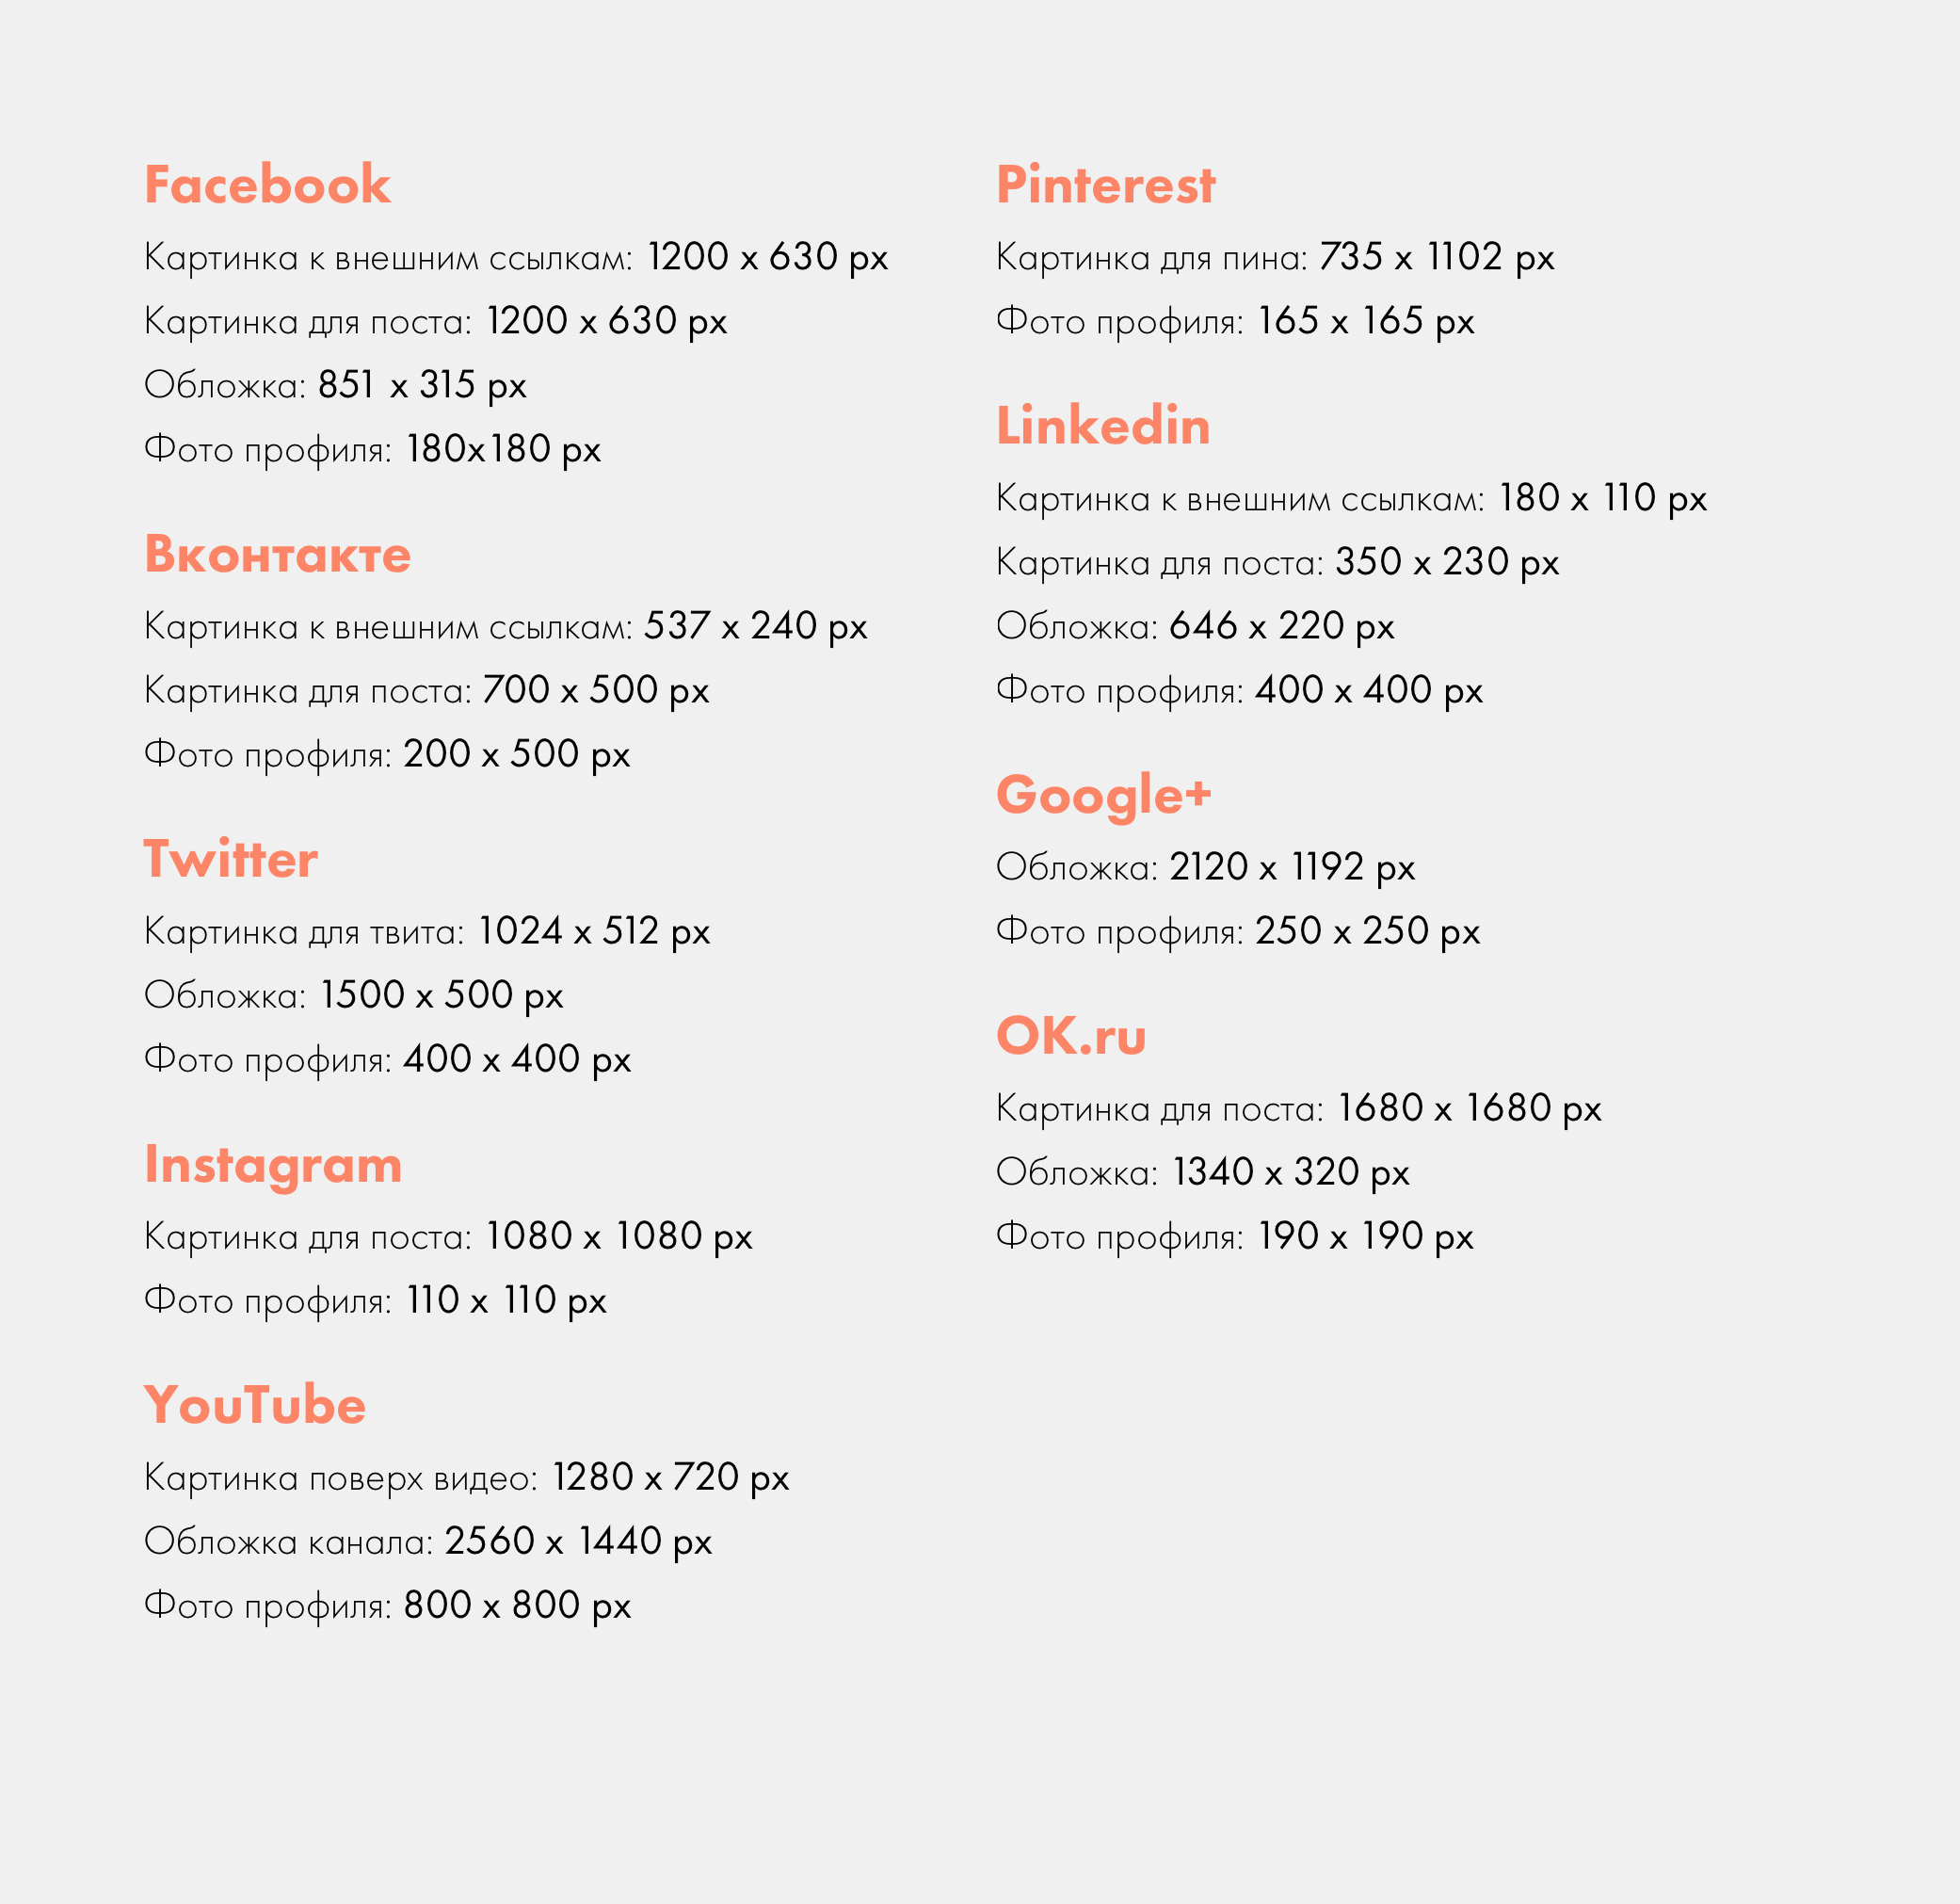 Facebook
Картинка к внешним ссылкам: 1200 x 630 px
Картинка для поста: 1200 x 630 px
Обложка: 851 x 315 px
Фото профиля: 180x180 px
Вконтакте
Картинка к внешним ссылкам: 537 x 240 px
Картинка для поста: 700 x 500 px
Фото профиля: 200 x 500 px
Twitter
Картинка для твита: 1024 x 512 px
Обложка: 1500 x 500 px
Фото профиля: 400 x 400 px
Instagram
Картинка для поста: 1080 x 1080 px
Фото профиля: 110 x 110 px
YouTube
Картинка поверх видео: 1280 x 720 px
Обложка канала: 2560 x 1440 px
Фото профиля: 800 x 800 px
Pinterest
Картинка для пина: 735 x 1102 px
Фото профиля: 165 x 165 px
Linkedin
Картинка к внешним ссылкам: 180 x 110 px
Картинка для поста: 350 x 230 px
Обложка: 646 x 220 px
Фото профиля: 400 x 400 px
Google+
Обложка: 2120 x 1192 px
Фото профиля: 250 x 250 px
OK.ru
Картинка для поста: 1680 x 1680 px
Обложка: 1340 x 320 px
Фото профиля: 190 x 190 px